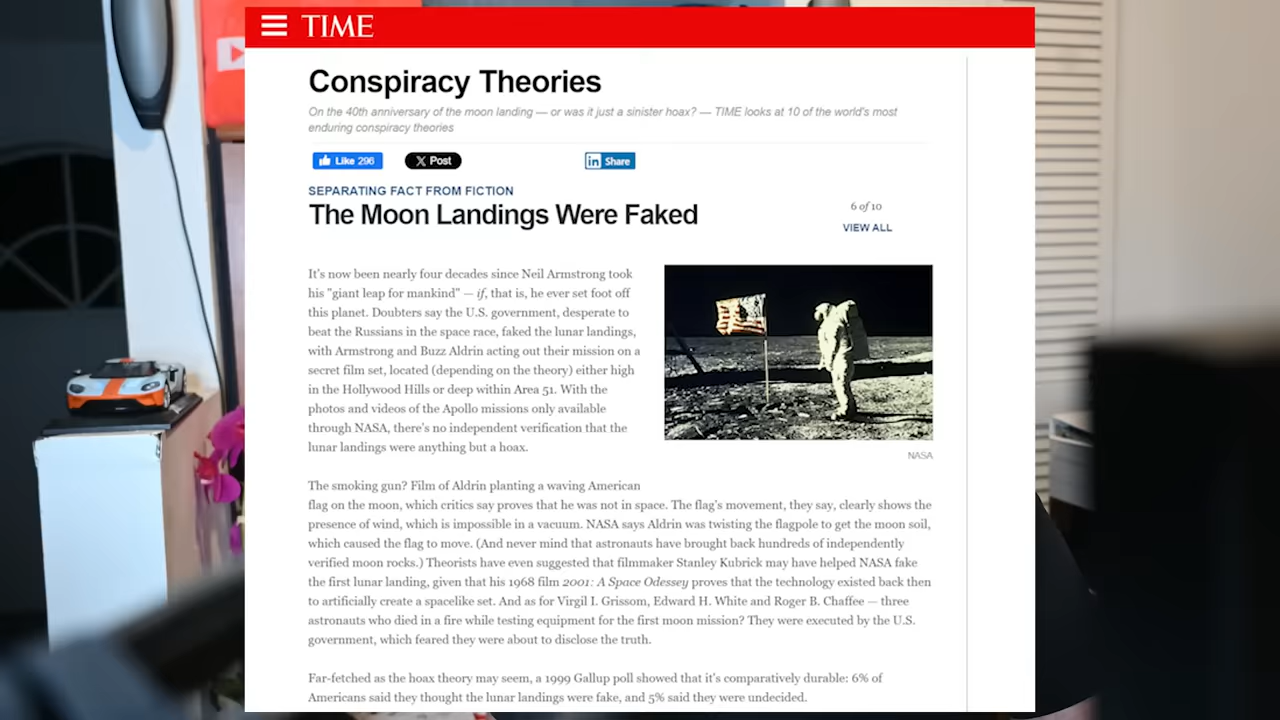 TIME
Conspiracy Theories
On the 40th anniversary of the moon landing — or was it just a sinister hoax? — TIME looks at 10 of the world's most
enduring conspiracy theories
Like 296
X Post
in Share
SEPARATING FACT FROM FICTION
The Moon Landings Were Faked
6 of 10
VIEW ALL
It's now been nearly four decades since Neil Armstrong took
his "giant leap for mankind" — if, that is, he ever set foot off
this planet. Doubters say the U.S. government, desperate to
beat the Russians in the space race, faked the lunar landings,
with Armstrong and Buzz Aldrin acting out their mission on a
secret film set, located (depending on the theory) either high
in the Hollywood Hills or deep within Area 51. With the
photos and videos of the Apollo missions only available
through NASA, there's no independent verification that the
lunar landings were anything but a hoax.
NASA
The smoking gun? Film of Aldrin planting a waving American
flag on the moon, which critics say proves that he was not in space. The flag's movement, they say, clearly shows the
presence of wind, which is impossible in a vacuum. NASA says Aldrin was twisting the flagpole to get the moon soil,
which caused the flag to move. (And never mind that astronauts have brought back hundreds of independently
verified moon rocks.) Theorists have even suggested that filmmaker Stanley Kubrick may have helped NASA fake
the first lunar landing, given that his 1968 film 2001: A Space Odessey proves that the technology existed back then
to artificially create a spacelike set. And as for Virgil I. Grissom, Edward H. White and Roger B. Chaffee — three
astronauts who died in a fire while testing equipment for the first moon mission? They were executed by the U.S.
government, which feared they were about to disclose the truth.
Far-fetched as the hoax theory may seem, a 1999 Gallup poll showed that it's comparatively durable: 6% of
Americans said they thought the lunar landings were fake, and 5% said they were undecided.